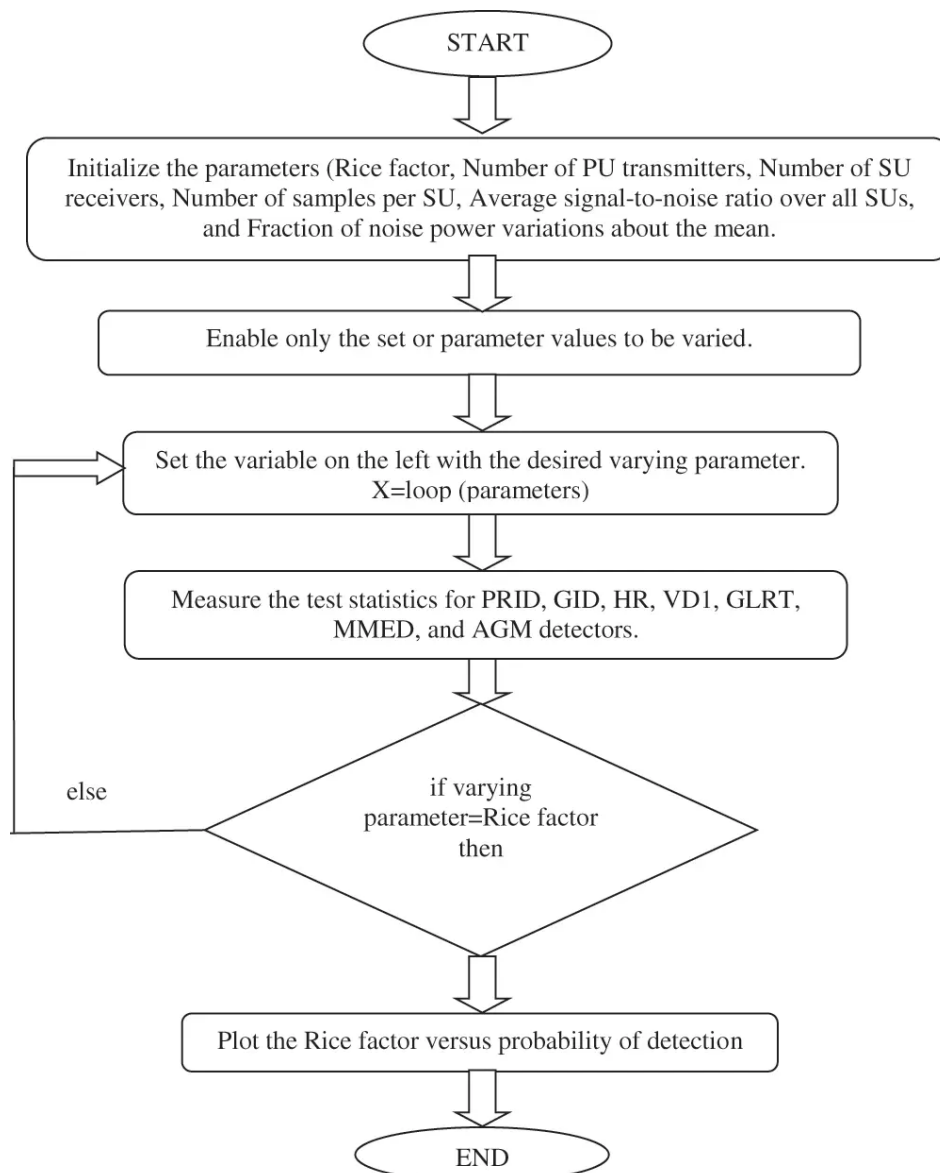 START
Initialize the parameters (Rice factor, Number of PU transmitters, Number of SU
receivers, Number of samples per SU, Average signal-to-noise ratio over all SUs,
and Fraction of noise power variations about the mean.
Enable only the set or parameter values to be varied.
Set the variable on the left with the desired varying parameter.
X=loop (parameters)
Measure the test statistics for PRID, GID, HR, VD1, GLRT,
MMED, and AGM detectors.
else
if varying
parameter=Rice factor
then
Plot the Rice factor versus probability of detection
END